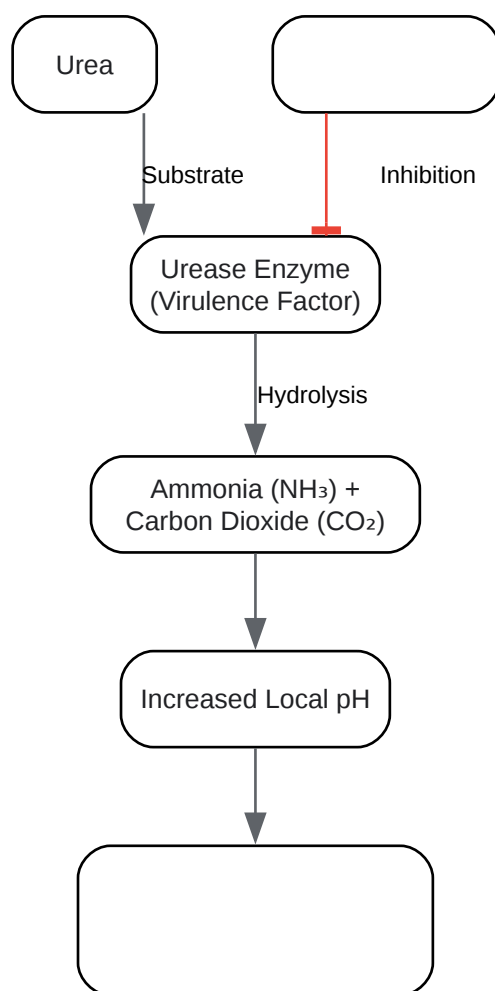 Urea
Substrate
Inhibition
Urease Enzyme
(Virulence Factor)
Hydrolysis
Ammonia (NH₃) +
Carbon Dioxide (CO₂)
Increased Local pH